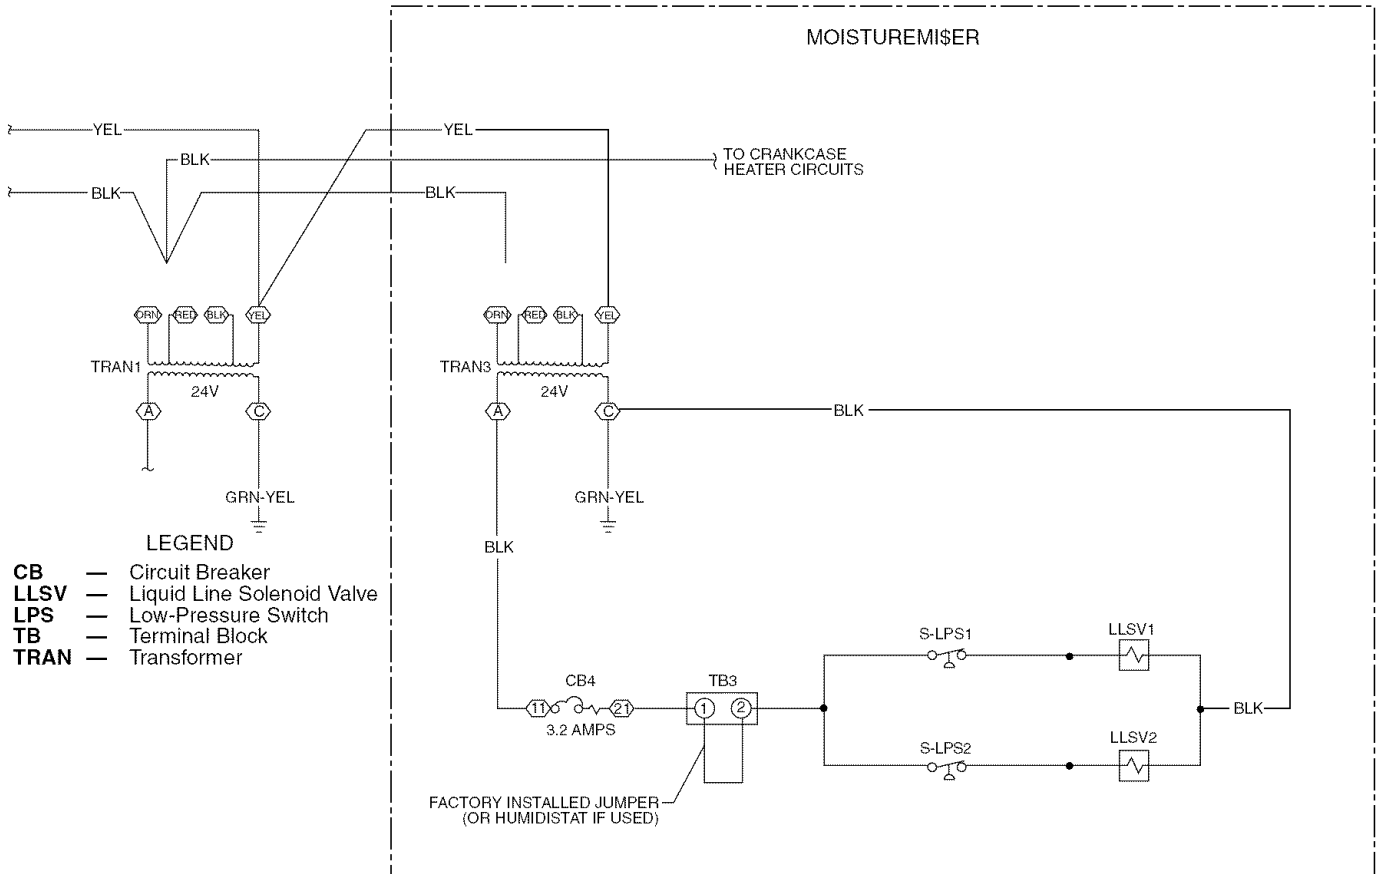 MOISTUREMI$ER
YEL
YEL
BLK
TO CRANKCASE
HEATER CIRCUITS
BLK
BLK
ORN
RED
BLK
YEL
ORN
RED
BLK
YEL
TRAN1
24V
TRAN3
24V
A
C
A
C
BLK
GRN-YEL
GRN-YEL
BLK
LEGEND
CB — Circuit Breaker
LLSV — Liquid Line Solenoid Valve
LPS — Low-Pressure Switch
TB — Terminal Block
TRAN — Transformer
S-LPS1
LLSV1
CB4
TB3
11
21
1
2
BLK
3.2 AMPS
S-LPS2
LLSV2
FACTORY INSTALLED JUMPER
(OR HUMIDISTAT IF USED)